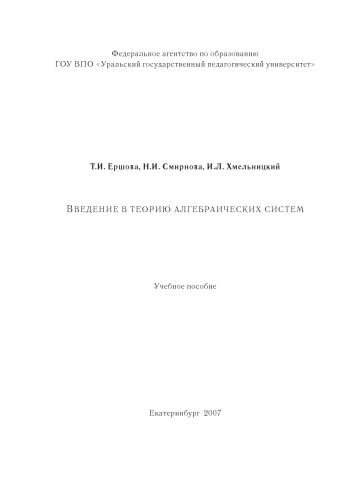 Федеральное агентство по образованию
ГОУ ВПО «Уральский государственный педагогический университет»
Т.И. Ершова, Н.И. Смирнова, И.Л. Хмельницкий
Введение в теорию алгебраических систем
Учебное пособие
Екатеринбург 2007